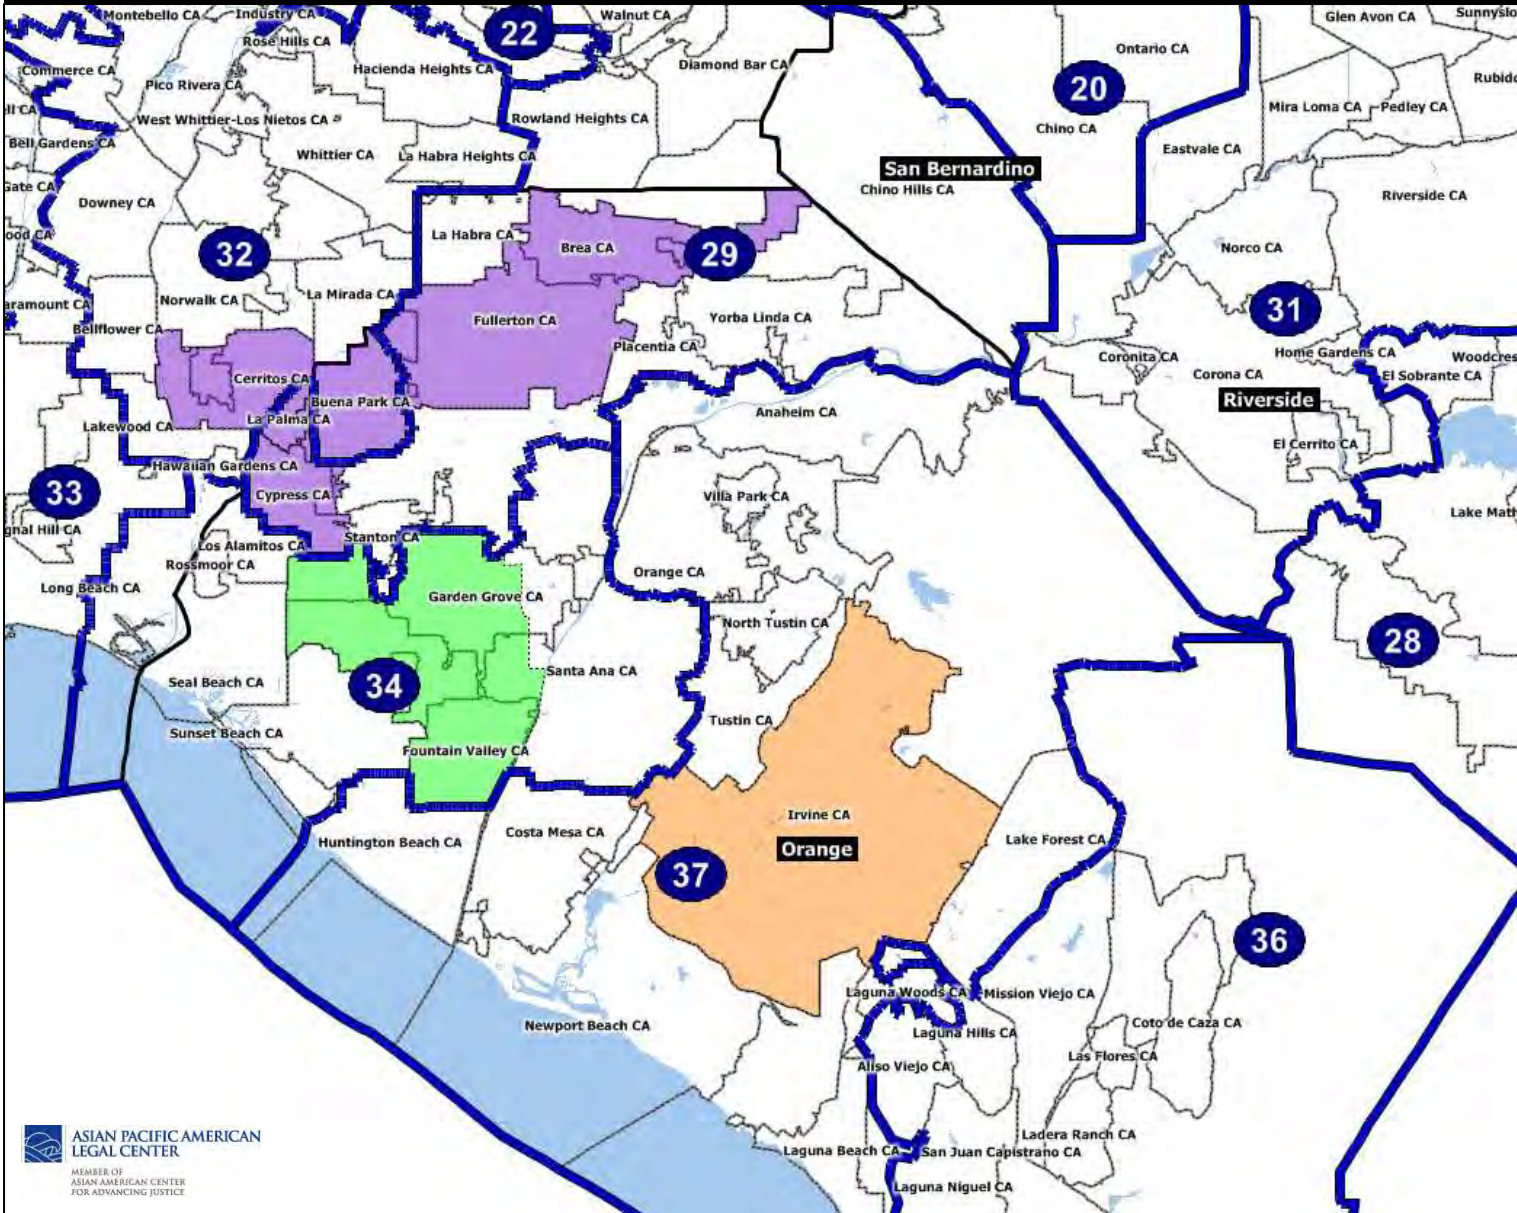 Montebello CA
Industry CA
22
Walnut CA
Glen Avon CA
Rose Hills CA
Diamond Bar CA
Ontario CA
Commerce CA
Hacienda Heights CA
Pico Rivera CA
20
Mira Loma CA
Pedley CA
West Whittier-Los Nietos CA
Rowland Heights CA
Chino CA
Bell Gardens CA
Whittier CA
La Habra Heights CA
Eastvale CA
San Bernardino
Chino Hills CA
Riverside CA
Downey CA
La Habra CA
Brea CA
29
32
Norco CA
Norwalk CA
La Mirada CA
Fullerton CA
Yorba Linda CA
31
Bellflower CA
Placentia CA
Coronita CA
Home Gardens CA
Corona CA
El Sobrante CA
Cerritos CA
Buena Park CA
Riverside
Anaheim CA
Lakewood CA
La Palma CA
El Cerrito CA
Hawaiian Gardens CA
33
Cypress CA
Villa Park CA
Stanton CA
Los Alamitos CA
Rossmoor CA
Long Beach CA
Orange CA
Garden Grove CA
North Tustin CA
28
Santa Ana CA
Seal Beach CA
34
Sunset Beach CA
Tustin CA
Fountain Valley CA
Irvine CA
Huntington Beach CA
Costa Mesa CA
Orange
Lake Forest CA
37
36
Laguna Woods CA
Mission Viejo CA
Newport Beach CA
Laguna Hills CA
Coto de Caza CA
Aliso Viejo CA
Las Flores CA
Ladera Ranch CA
Laguna Beach CA
San Juan Capistrano CA
Laguna Niguel CA
ASIAN PACIFIC AMERICAN
LEGAL CENTER
MEMBER OF
ASIAN AMERICAN CENTER
FOR ADVANCING JUSTICE